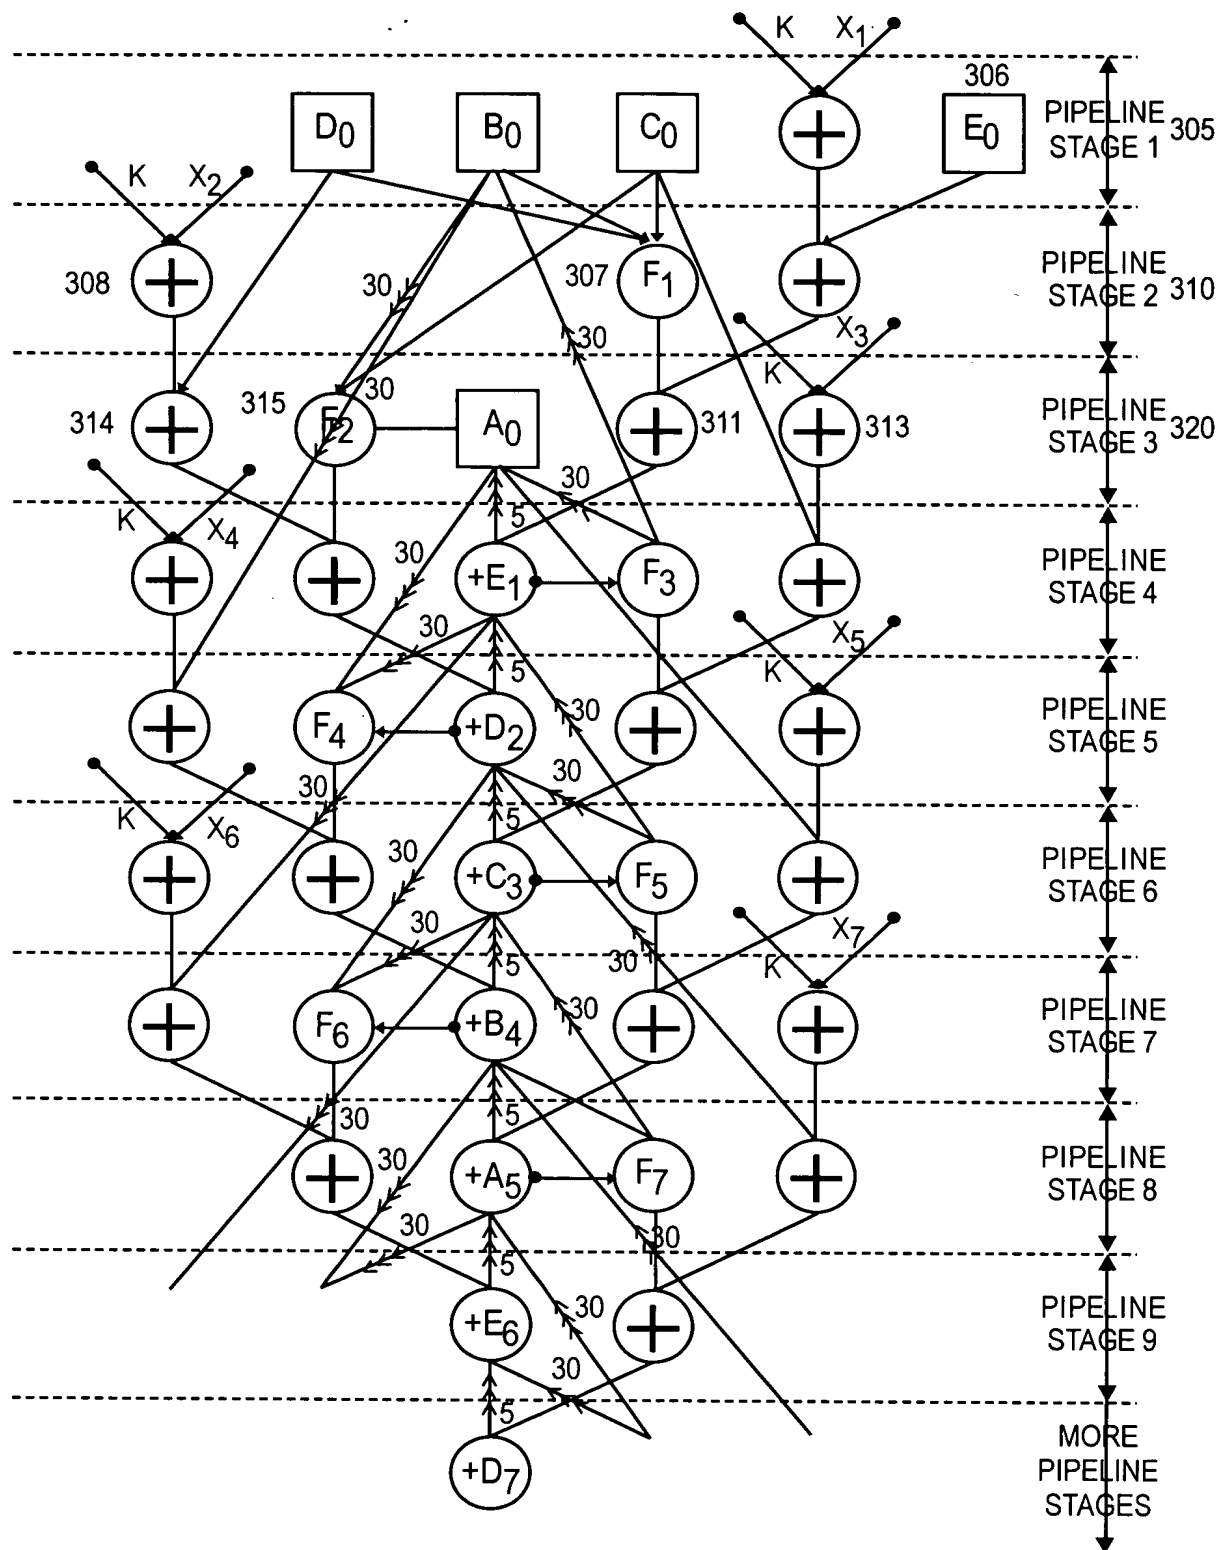 K X1
306
D0 B0 C0 E0
PIPELINE STAGE 1 305
K X2
308
30
307 F1
PIPELINE STAGE 2 310
30
K X3
314
315 F2
30
A0
311
313
PIPELINE STAGE 3 320
K X4
30
5
30
+E1
F3
PIPELINE STAGE 4
30
5
K X5
F4
+D2
30
PIPELINE STAGE 5
30
30
K X6
5
30
+C3
F5
PIPELINE STAGE 6
30
5
30
K X7
F6
+B4
30
PIPELINE STAGE 7
30
5
30
+A5
F7
PIPELINE STAGE 8
30
30
5
+E6
30
PIPELINE STAGE 9
30
5
+D7
MORE PIPELINE STAGES